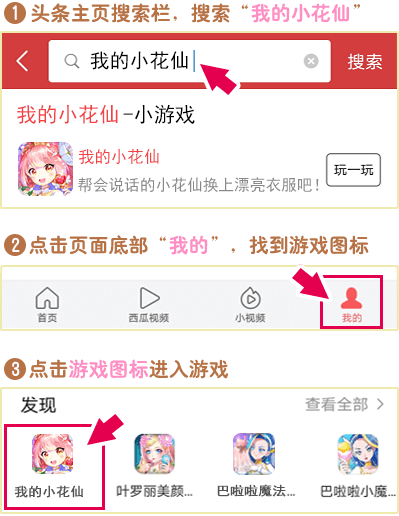 1 头条主页搜索栏，搜索“我的小花仙”
我的小花仙 搜索
我的小花仙-小游戏
我的小花仙
帮会说话的小花仙换上漂亮衣服吧！ 玩一玩
2 点击页面底部“我的”，找到游戏图标
首页 西瓜视频 小视频 我的
3 点击游戏图标进入游戏
发现 查看全部 >
我的小花仙 叶罗丽美颜... 巴啦啦魔法... 巴啦啦小魔...